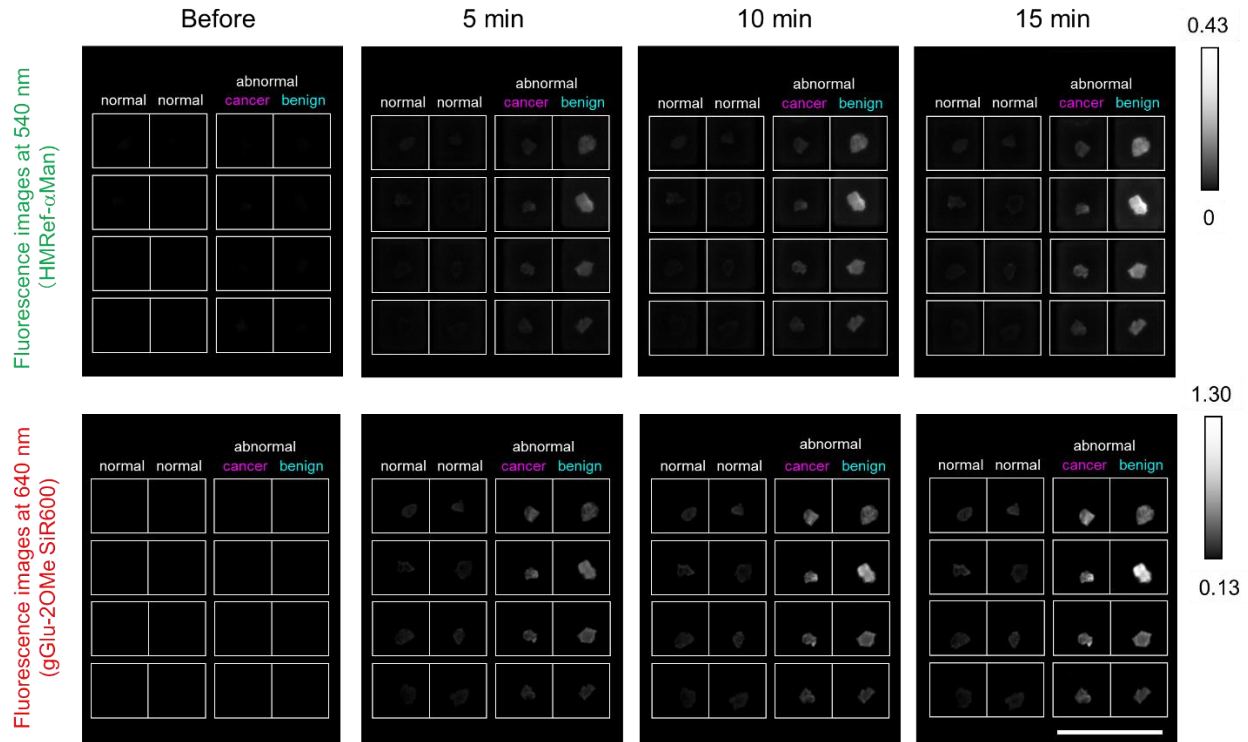 Before
5 min
10 min
15 min
Fluorescence images at 540 nm
(HMRef-αMan)
abnormal
normal normal cancer benign
abnormal
normal normal cancer benign
abnormal
normal normal cancer benign
abnormal
normal normal cancer benign
0.43
0
Fluorescence images at 640 nm
(gGlu-2OMe SiR600)
abnormal
normal normal cancer benign
abnormal
normal normal cancer benign
abnormal
normal normal cancer benign
abnormal
normal normal cancer benign
1.30
0.13